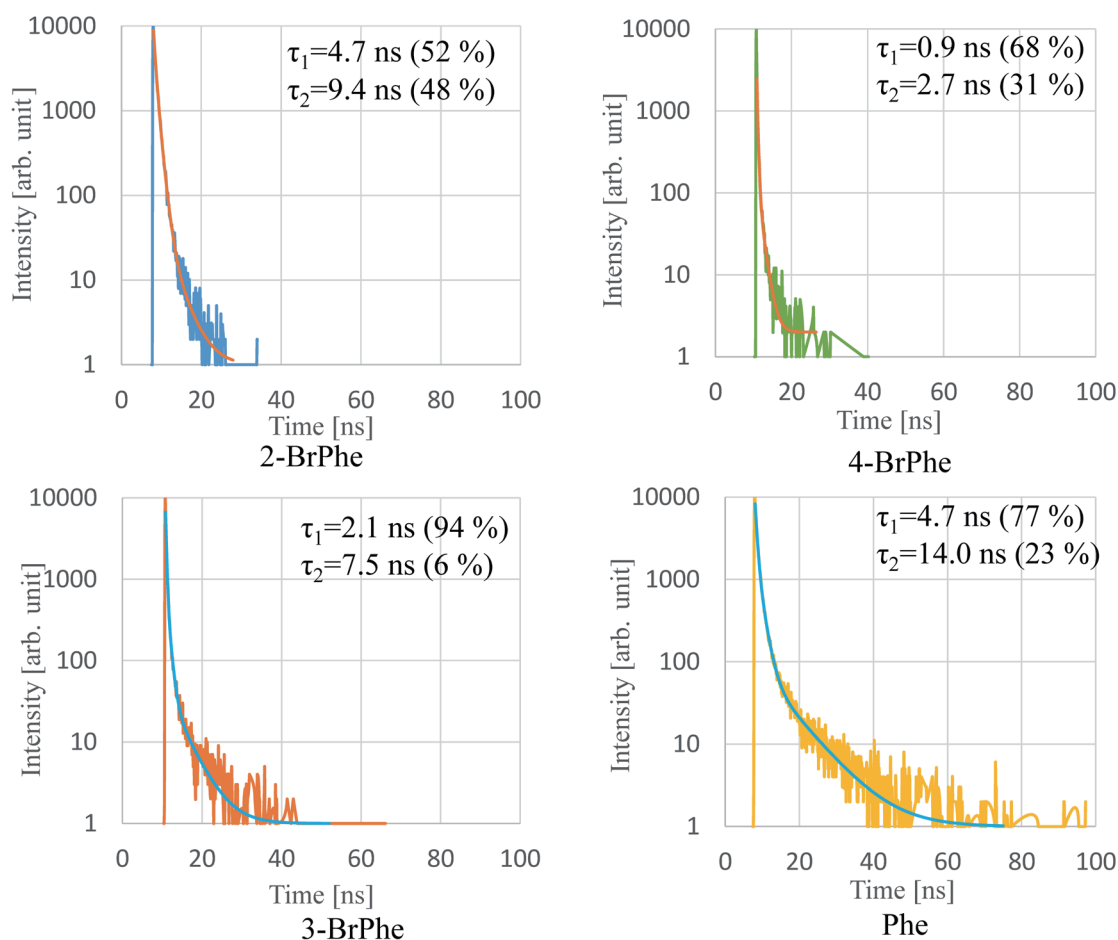 τ1=4.7 ns (52 %)
τ2=9.4 ns (48 %)
Intensity [arb. unit]
10000
1000
100
10
1
0 20 40 60 80 100
Time [ns]
2-BrPhe
τ1=0.9 ns (68 %)
τ2=2.7 ns (31 %)
Intensity [arb. unit]
10000
1000
100
10
1
0 20 40 60 80 100
Time [ns]
4-BrPhe
τ1=2.1 ns (94 %)
τ2=7.5 ns (6 %)
Intensity [arb. unit]
10000
1000
100
10
1
0 20 40 60 80 100
Time [ns]
3-BrPhe
τ1=4.7 ns (77 %)
τ2=14.0 ns (23 %)
Intensity [arb. unit]
10000
1000
100
10
1
0 20 40 60 80 100
Time [ns]
Phe